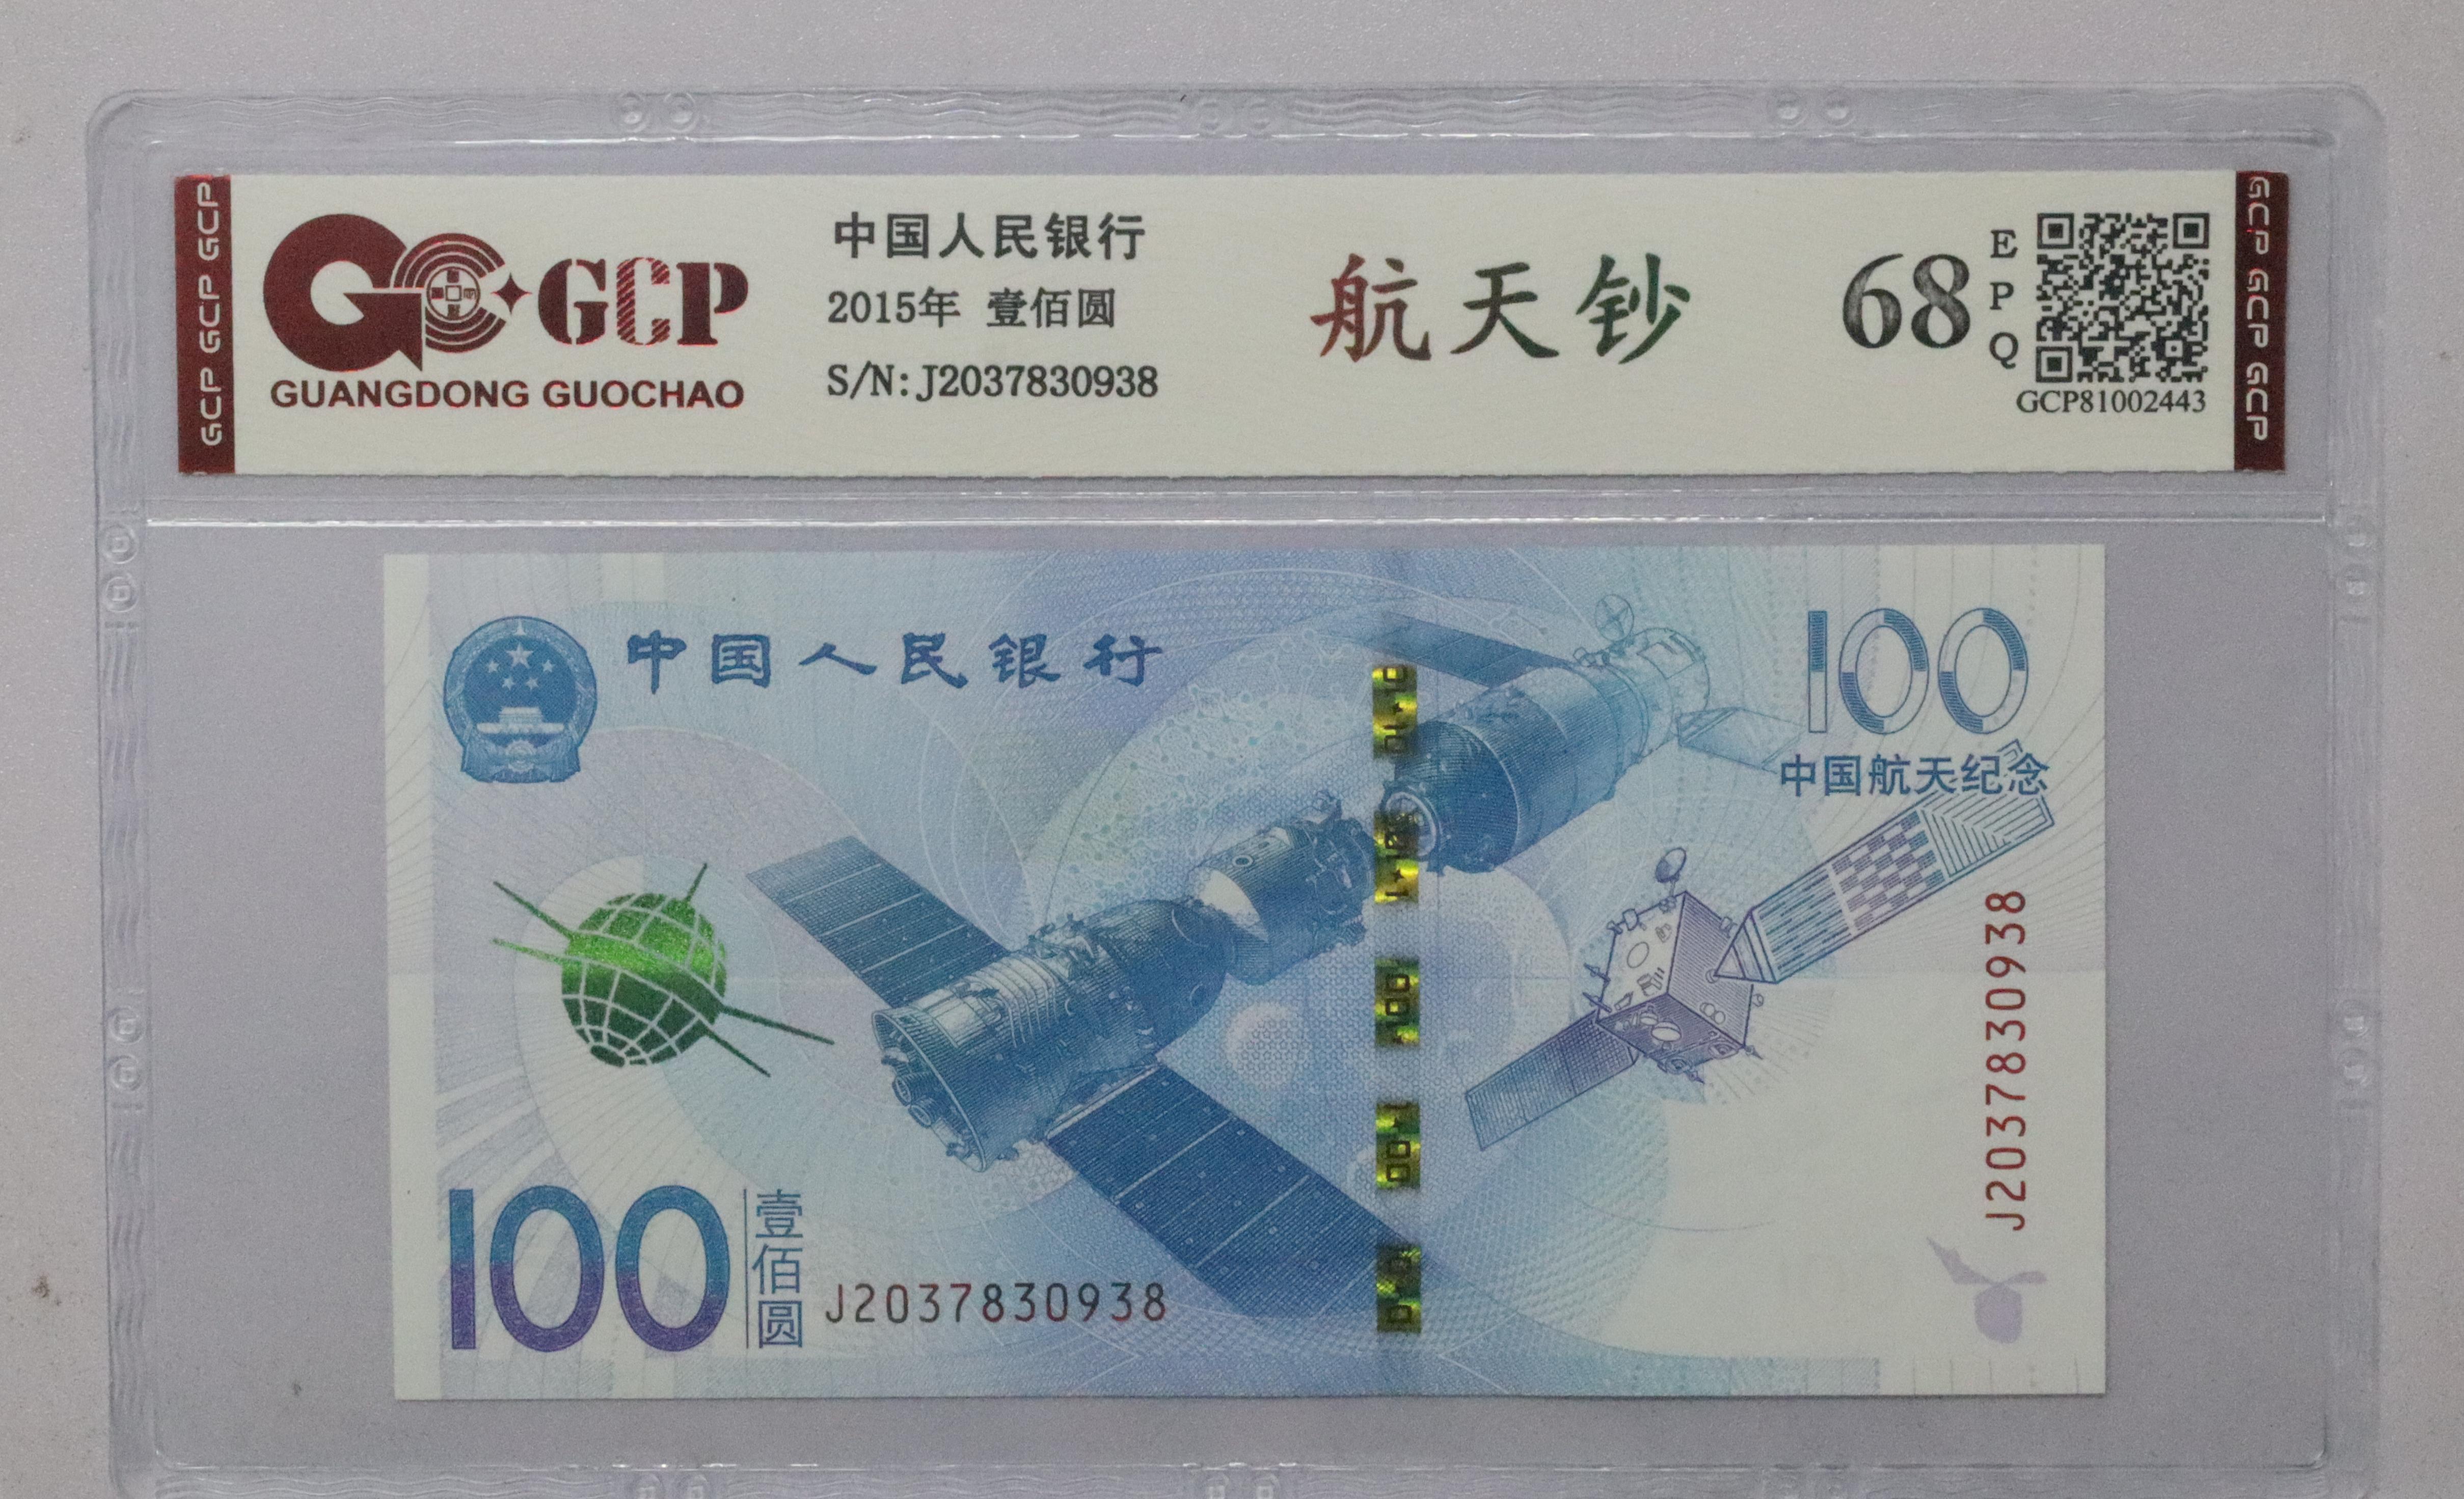 GCP GCP GCP
GCP
GUANGDONG GUOCHAO
中国人民银行
2015年 壹佰圆
S/N: J2037830938
航天钞
68
EPQ
GCP81002443
GCP GCP GCP
中国人民银行
100
中国航天纪念
J2037830938
100
壹佰圆
J2037830938